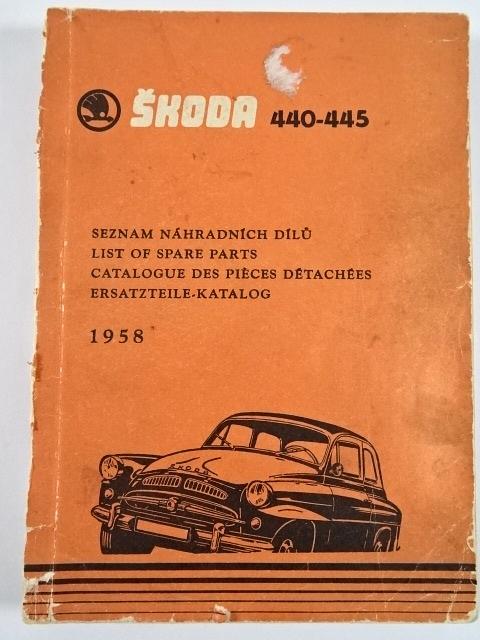 ŠKODA 440-445
SEZNAM NÁHRADNÍCH DÍLŮ
LIST OF SPARE PARTS
CATALOGUE DES PIÈCES DÉTACHÉES
ERSATZTEILE-KATALOG
1958
ŠKODA